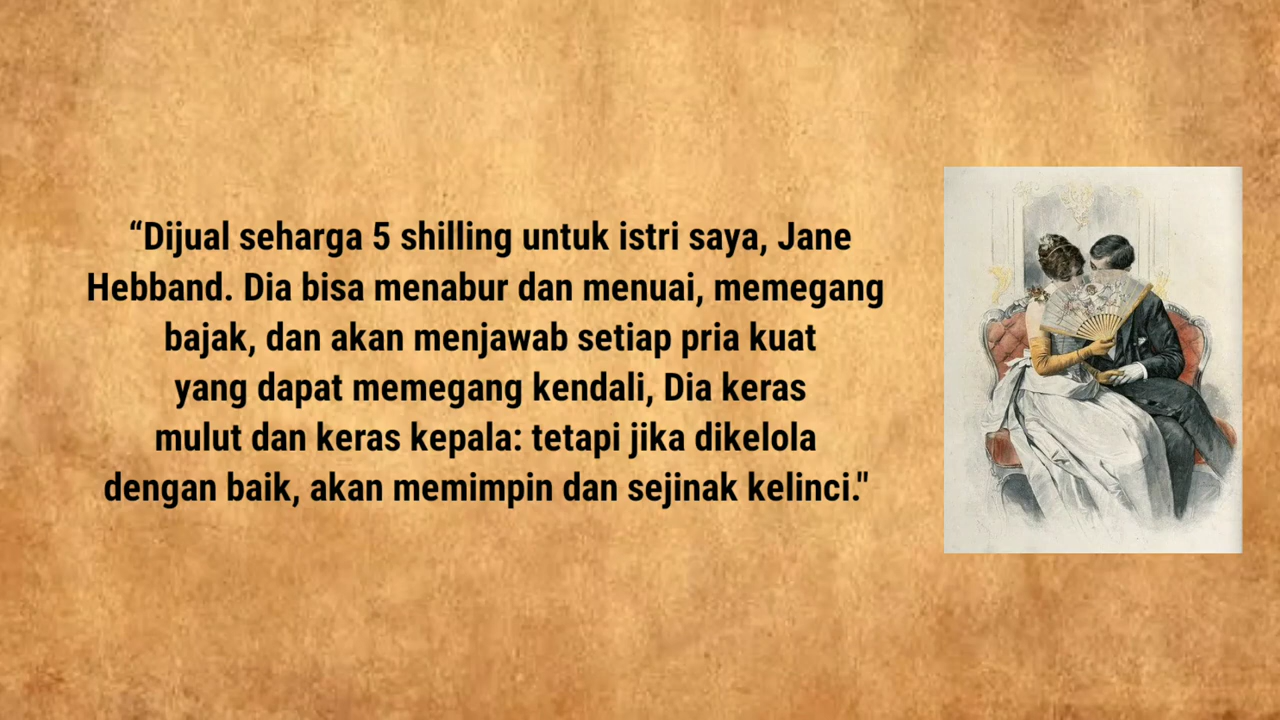 “Dijual seharga 5 shilling untuk istri saya, Jane
Hebband. Dia bisa menabur dan menuai, memegang
bajak, dan akan menjawab setiap pria kuat
yang dapat memegang kendali, Dia keras
mulut dan keras kepala: tetapi jika dikelola
dengan baik, akan memimpin dan sejinak kelinci."